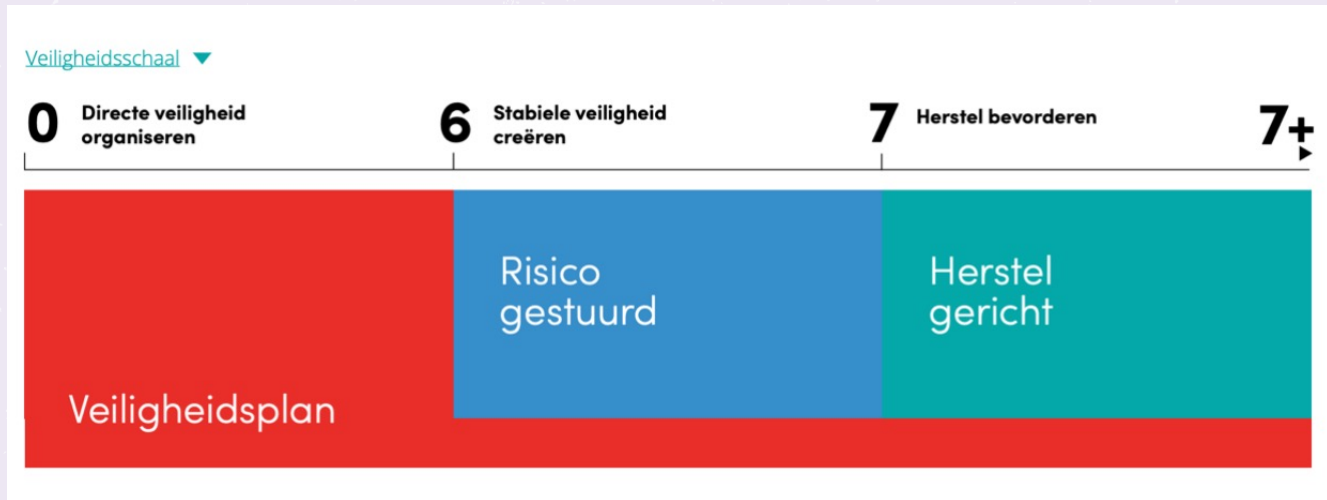 Veiligheidsschaal
0 Directe veiligheid
organiseren
6 Stabiele veiligheid
creëren
7 Herstel bevorderen
7+
Risico
gestuurd
Herstel
gericht
Veiligheidsplan